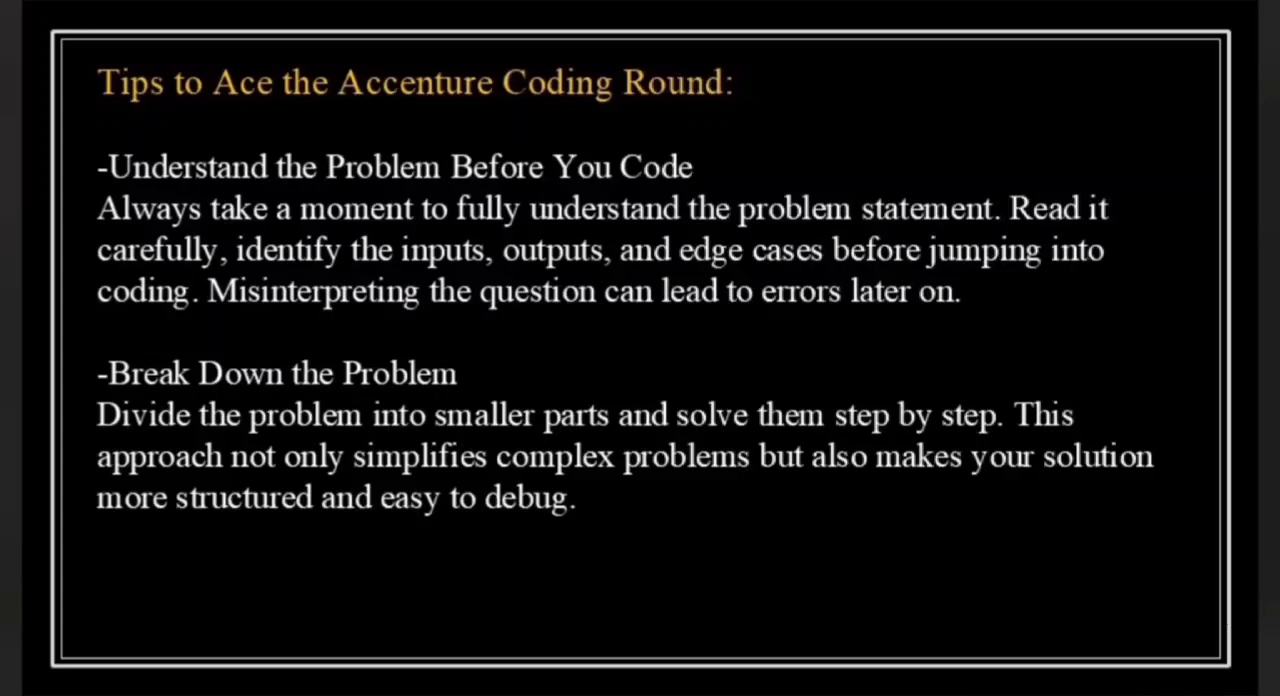 Tips to Ace the Accenture Coding Round:
-Understand the Problem Before You Code
Always take a moment to fully understand the problem statement. Read it
carefully, identify the inputs, outputs, and edge cases before jumping into
coding. Misinterpreting the question can lead to errors later on.
-Break Down the Problem
Divide the problem into smaller parts and solve them step by step. This
approach not only simplifies complex problems but also makes your solution
more structured and easy to debug.